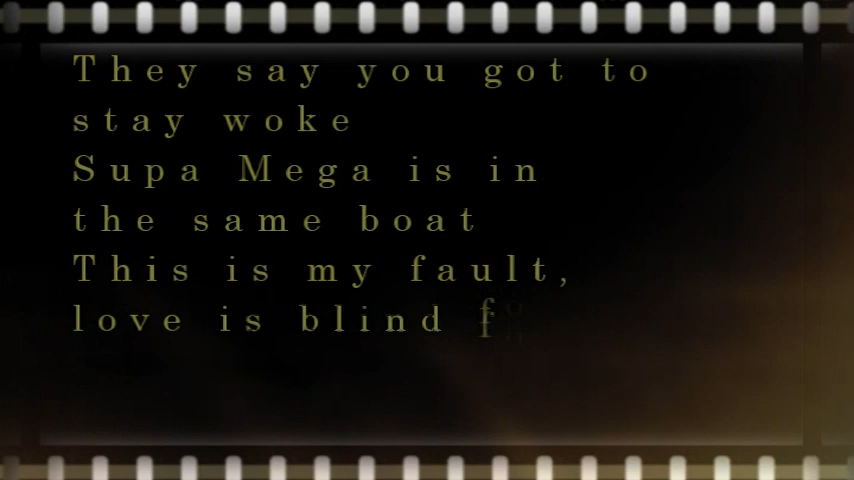 They say you got to
stay woke
Supa Mega is in
the same boat
This is my fault,
love is blind